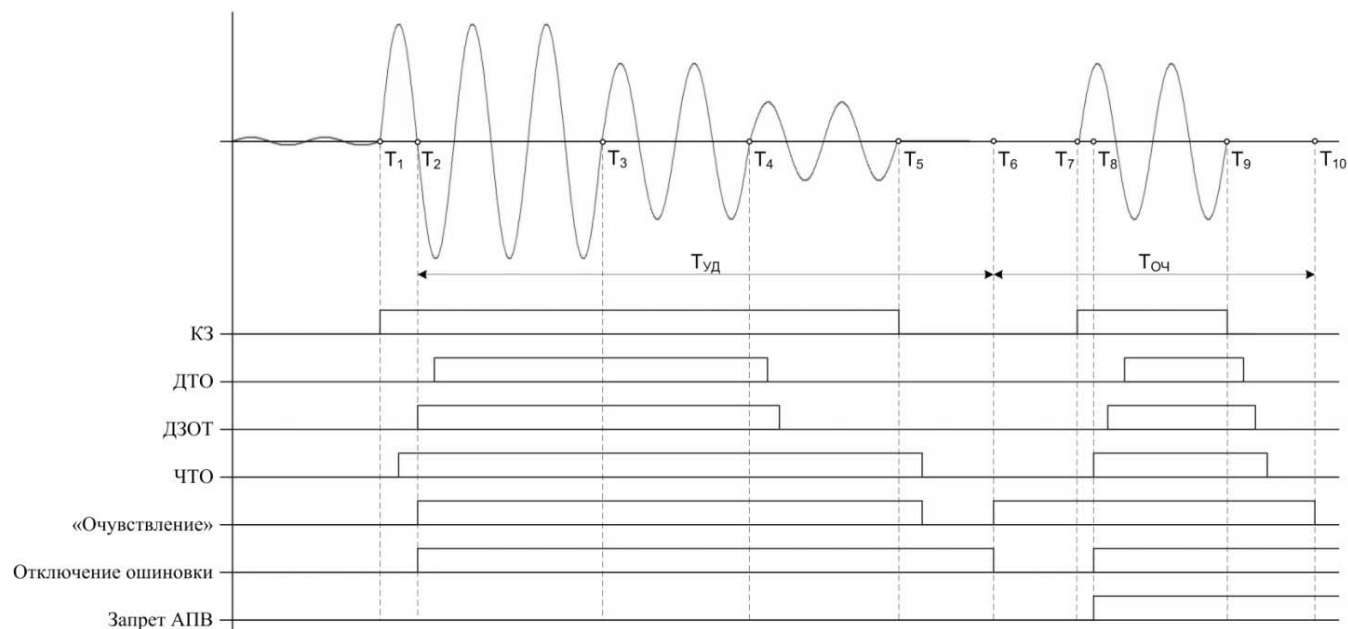 T1 T2 T3 T4 T5 T6 T7 T8 T9 T10
TУД TОЧ
КЗ
ДТО
ДЗОТ
ЧТО
«Очувствление»
Отключение ошиновки
Запрет АПВ